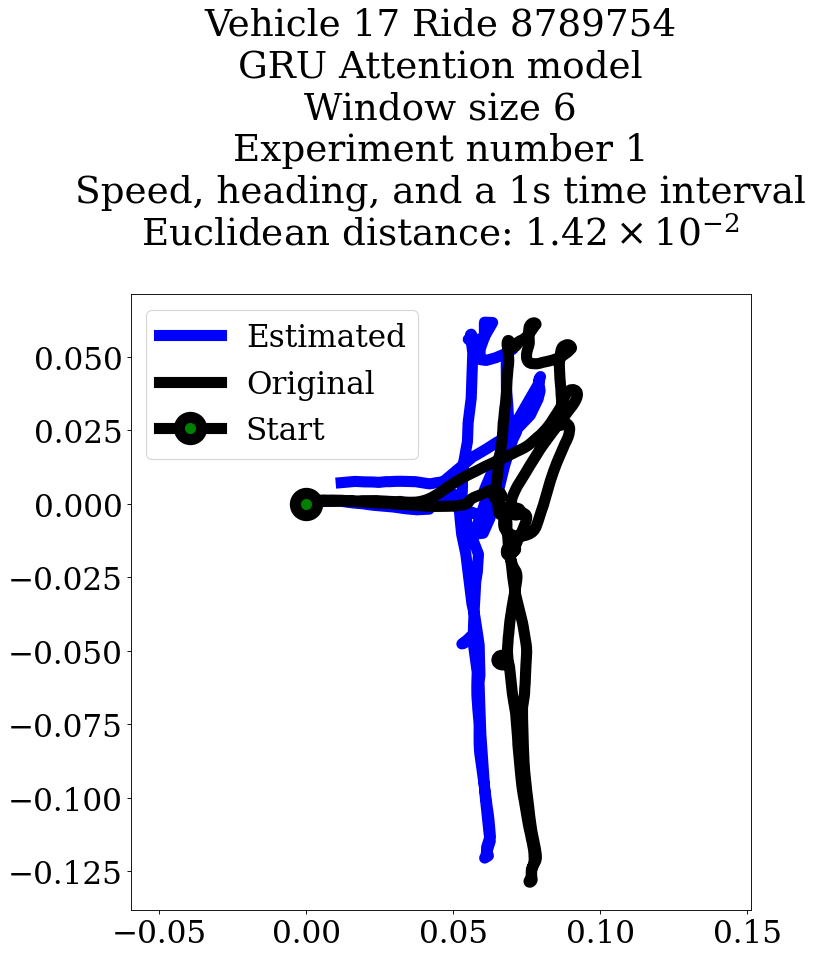 Vehicle 17 Ride 8789754
GRU Attention model
Window size 6
Experiment number 1
Speed, heading, and a 1s time interval
Euclidean distance: 1.42 × 10⁻²
Estimated
Original
Start
0.050
0.025
0.000
−0.025
−0.050
−0.075
−0.100
−0.125
−0.05 0.00 0.05 0.10 0.15